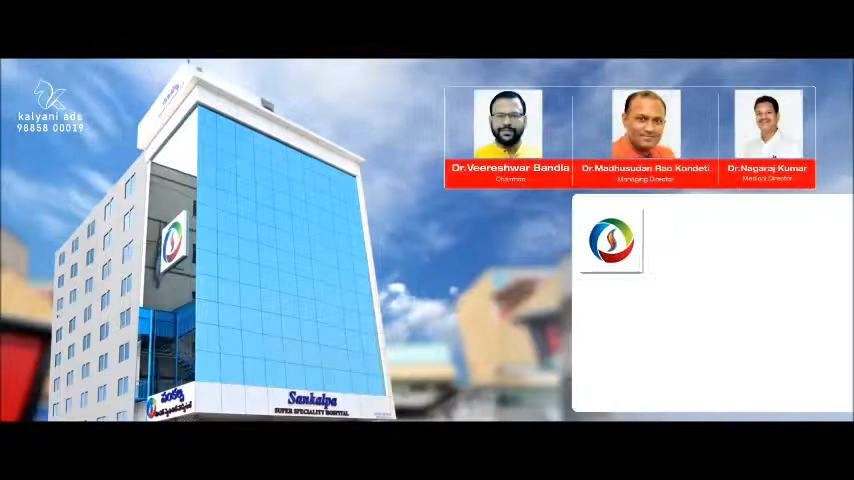 kalyani ads
98858 00019
Dr.Veereshwar Bandla
Chairman
Dr.Madhusudan Rao Kondeti
Managing Director
Dr.Nagaraj Kumar
Medical Director
సంకల్ప
Sankalpa
SUPER SPECIALITY HOSPITAL